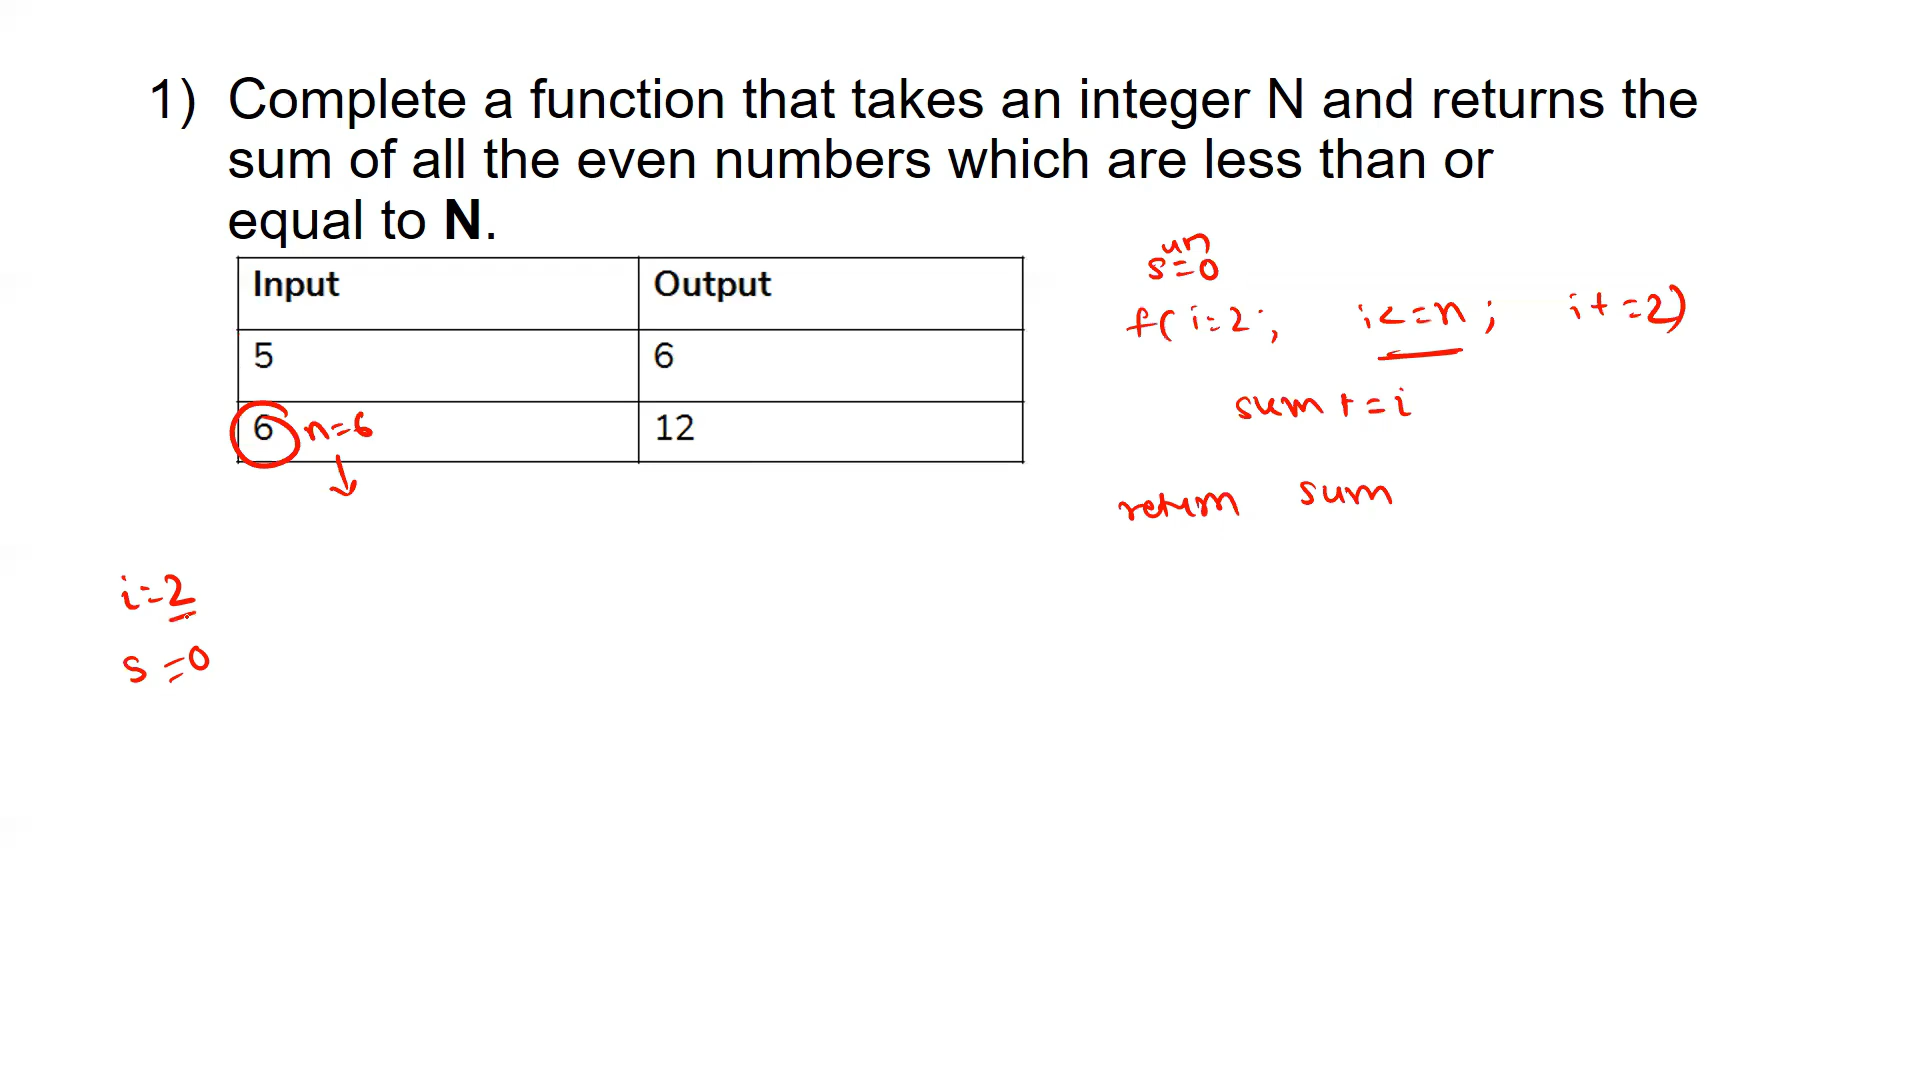 1) Complete a function that takes an integer N and returns the
sum of all the even numbers which are less than or
equal to N.
Input Output
5 6
6 n=6 12
sum=0
f( i=2; i<=n; i+=2)
sum+=i
return sum
i=2
s=0